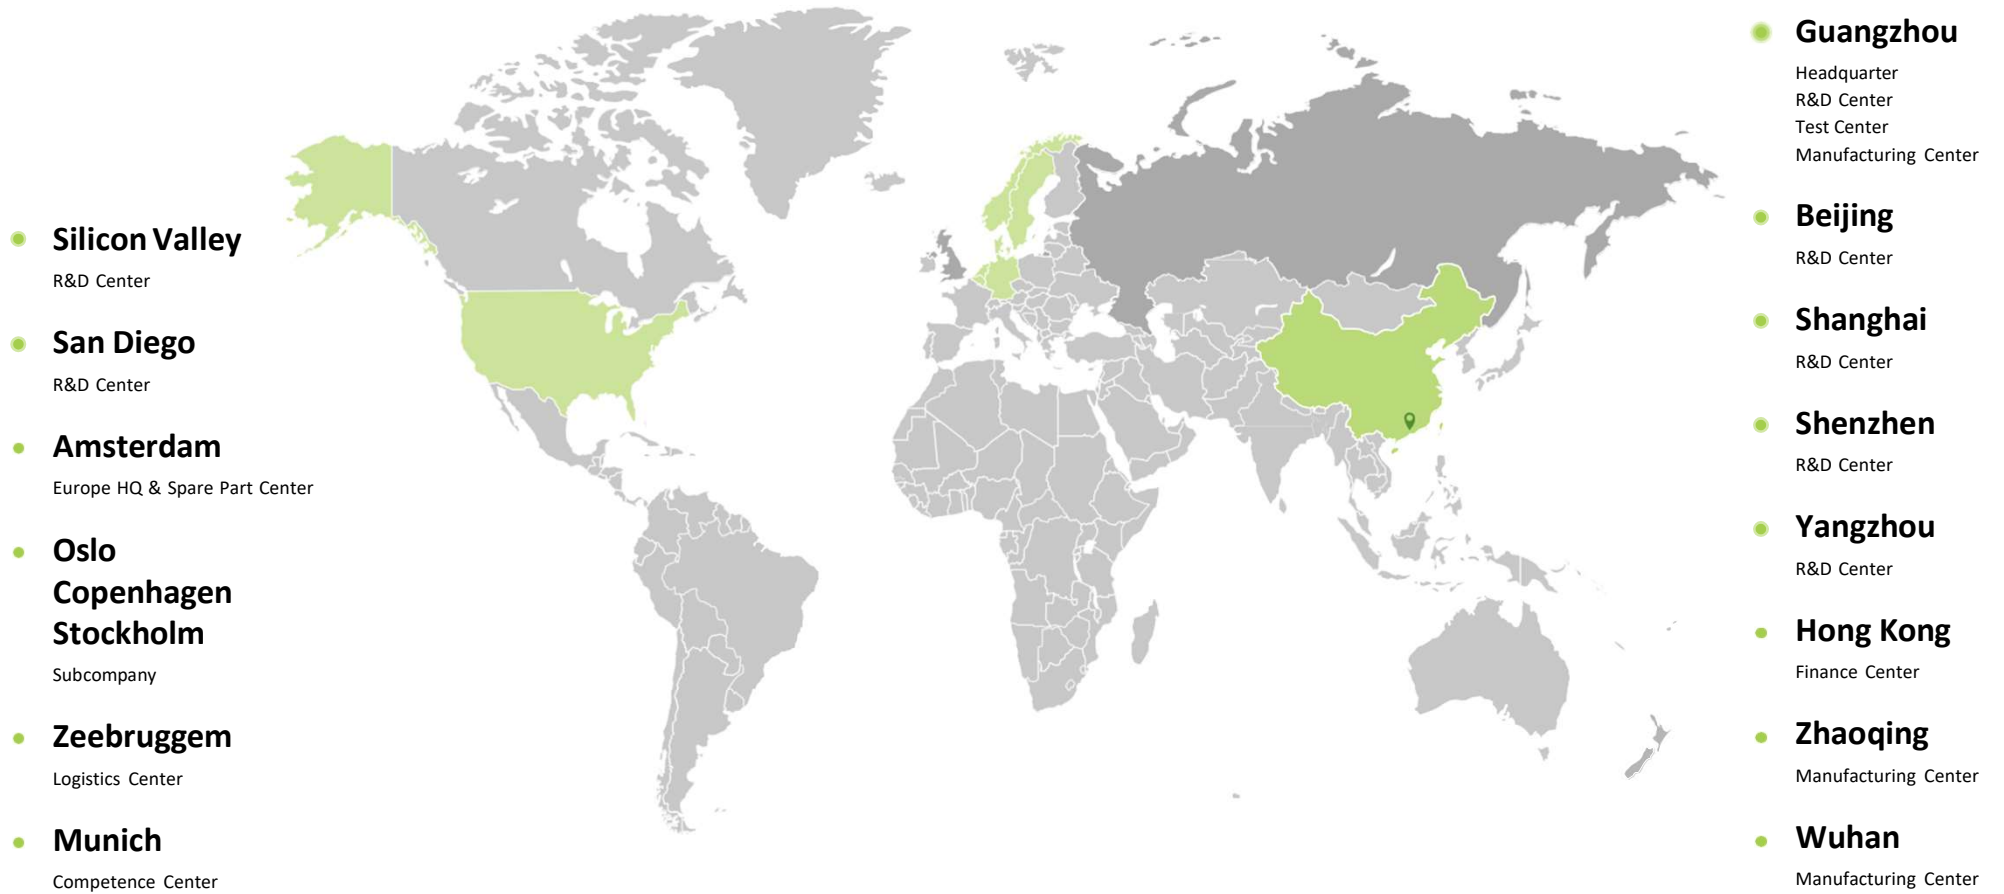 Silicon Valley
R&D Center
San Diego
R&D Center
Amsterdam
Europe HQ & Spare Part Center
Oslo
Copenhagen
Stockholm
Subcompany
Zeebruggem
Logistics Center
Munich
Competence Center
Guangzhou
Headquarter
R&D Center
Test Center
Manufacturing Center
Beijing
R&D Center
Shanghai
R&D Center
Shenzhen
R&D Center
Yangzhou
R&D Center
Hong Kong
Finance Center
Zhaoqing
Manufacturing Center
Wuhan
Manufacturing Center